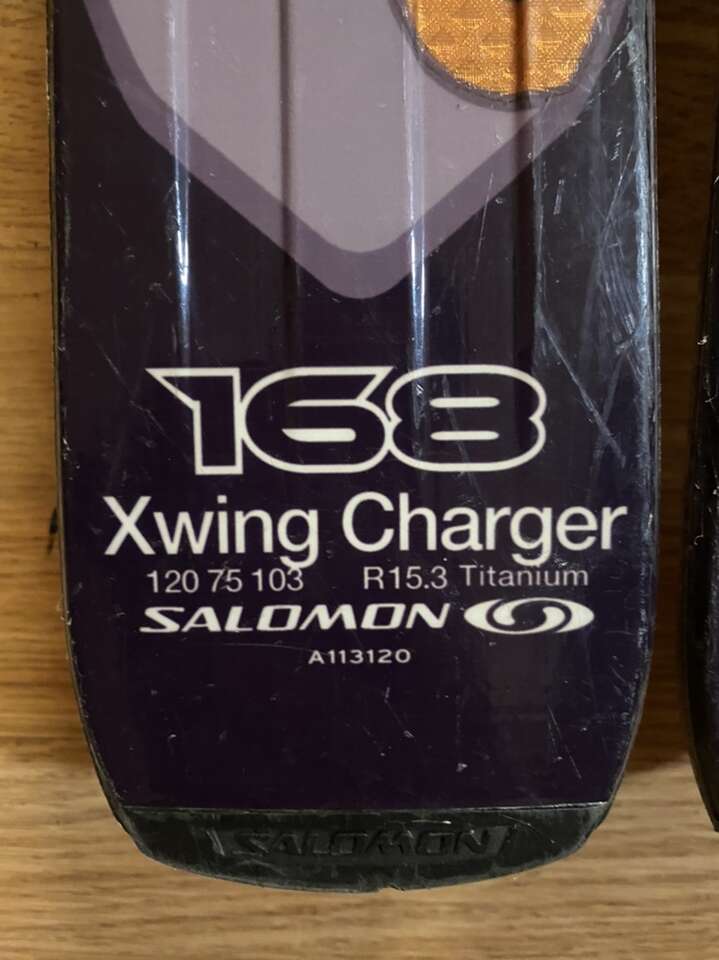 168
Xwing Charger
120 75 103 R15.3 Titanium
SALOMON
A113120
SALOMON